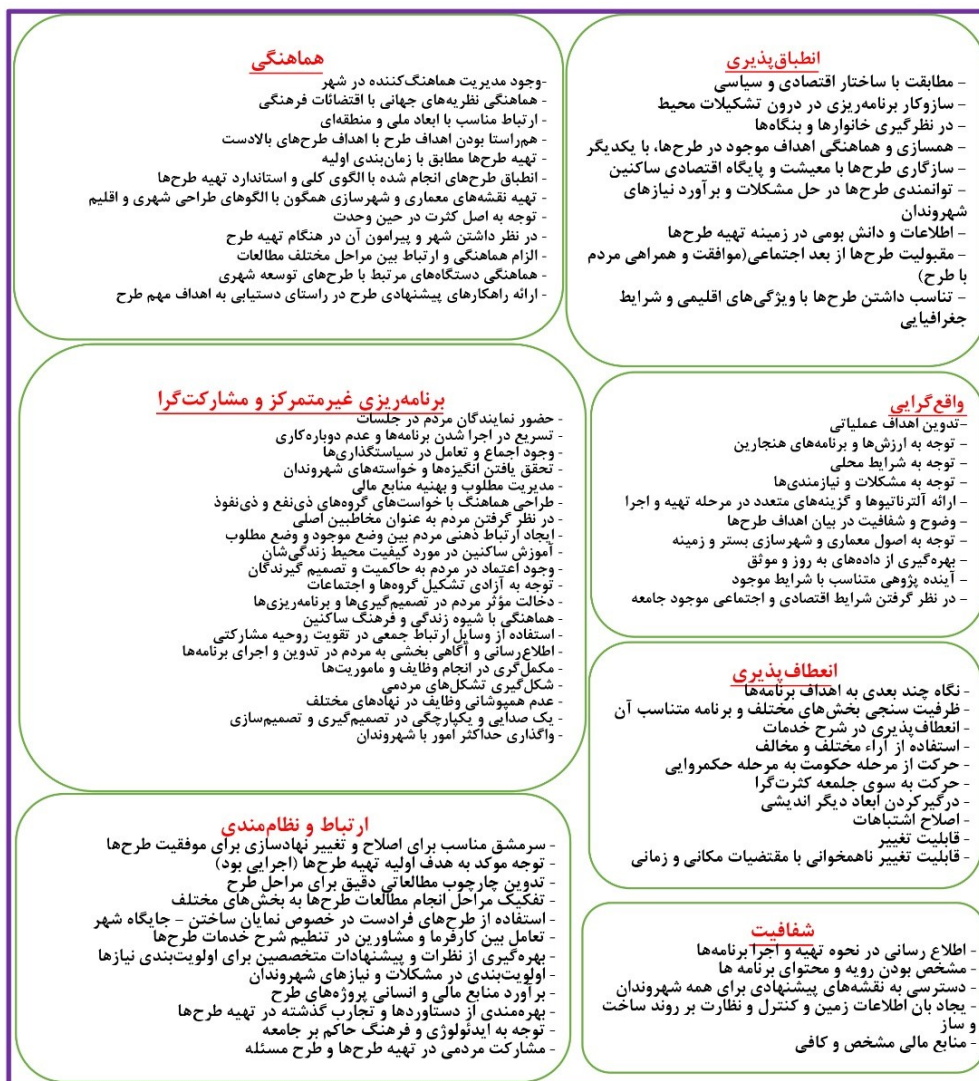 انطباق‌پذیری
– مطابقت با ساختار اقتصادی و سیاسی
– سازوکار برنامه‌ریزی در درون تشکیلات محیط
– در نظرگیری خانوارها و بنگاه‌ها
– همسازی و هماهنگی اهداف موجود در طرح‌ها، با یکدیگر
– سازگاری طرح‌ها با معیشت و پایگاه اقتصادی ساکنین
– توانمندی طرح‌ها در حل مشکلات و برآورد نیازهای
شهروندان
– اطلاعات و دانش بومی در زمینه تهیه طرح‌ها
– مقبولیت طرح‌ها از بعد اجتماعی(موافقت و همراهی مردم
با طرح)
– تناسب داشتن طرح‌ها با ویژگی‌های اقلیمی و شرایط
جغرافیایی
هماهنگی
-وجود مدیریت هماهنگ‌کننده در شهر
- هماهنگی نظریه‌های جهانی با اقتضائات فرهنگی
- ارتباط مناسب با ابعاد ملی و منطقه‌ای
- هم‌راستا بودن اهداف طرح با اهداف طرح‌های بالادست
- تهیه طرح‌ها مطابق با زمان‌بندی اولیه
- انطباق طرح‌های انجام شده با الگوی کلی و استاندارد تهیه طرح‌ها
- تهیه نقشه‌های معماری و شهرسازی همگون با الگوهای طراحی شهری و اقلیم
- توجه به اصل کثرت در حین وحدت
- در نظر داشتن شهر و پیرامون آن در هنگام تهیه طرح
- الزام هماهنگی و ارتباط بین مراحل مختلف مطالعات
- هماهنگی دستگاه‌های مرتبط با طرح‌های توسعه شهری
- ارائه راهکارهای پیشنهادی طرح در راستای دستیابی به اهداف مهم طرح
واقع‌گرایی
-تدوین اهداف عملیاتی
- توجه به ارزش‌ها و برنامه‌های هنجارین
- توجه به شرایط محلی
- توجه به مشکلات و نیازمندی‌ها
- ارائه آلترناتیوها و گزینه‌های متعدد در مرحله تهیه و اجرا
- وضوح و شفافیت در بیان اهداف طرح‌ها
- توجه به اصول معماری و شهرسازی بستر و زمینه
- بهره‌گیری از داده‌های به روز و موثق
- آینده پژوهی متناسب با شرایط موجود
- در نظر گرفتن شرایط اقتصادی و اجتماعی موجود جامعه
برنامه‌ریزی غیرمتمرکز و مشارکت‌گرا
- حضور نمایندگان مردم در جلسات
- تسریع در اجرا شدن برنامه‌ها و عدم دوباره‌کاری
- وجود اجماع و تعامل در سیاستگذاری‌ها
- تحقق یافتن انگیزه‌ها و خواسته‌های شهروندان
- مدیریت مطلوب و بهنیه منابع مالی
- طراحی هماهنگ با خواست‌های گروه‌های ذی‌نفع و ذی‌نفوذ
- در نظر گرفتن مردم به عنوان مخاطبین اصلی
- ایجاد ارتباط ذهنی مردم بین وضع موجود و وضع مطلوب
- آموزش ساکنین در مورد کیفیت محیط زندگی‌شان
- وجود اعتماد در مردم به حاکمیت و تصمیم گیرندگان
- توجه به آزادی تشکیل گروه‌ها و اجتماعات
- دخالت مؤثر مردم در تصمیم‌گیری‌ها و برنامه‌ریزی‌ها
- هماهنگی با شیوه زندگی و فرهنگ ساکنین
- استفاده از وسایل ارتباط جمعی در تقویت روحیه مشارکتی
- اطلاع‌رسانی و آگاهی بخشی به مردم در تدوین و اجرای برنامه‌ها
- مکمل‌گری در انجام وظایف و ماموریت‌ها
- شکل‌گیری تشکل‌های مردمی
- عدم همپوشانی وظایف در نهادهای مختلف
- یک صدایی و یکپارچگی در تصمیم‌گیری و تصمیم‌سازی
- واگذاری حداکثر امور با شهروندان
انعطاف‌پذیری
- نگاه چند بعدی به اهداف برنامه‌ها
- ظرفیت سنجی بخش‌های مختلف و برنامه متناسب آن
- انعطاف‌پذیری در شرح خدمات
- استفاده از آراء مختلف و مخالف
- حرکت از مرحله حکومت به مرحله حکمروایی
- حرکت به سوی جلمعه کثرت‌گرا
- درگیرکردن ابعاد دیگر اندیشی
- اصلاح اشتباهات
- قابلیت تغییر
- قابلیت تغییر ناهمخوانی با مقتضیات مکانی و زمانی
ارتباط و نظام‌مندی
- سرمشق مناسب برای اصلاح و تغییر نهادسازی برای موفقیت طرح‌ها
- توجه موکد به هدف اولیه تهیه طرح‌ها (اجرایی بود)
- تدوین چارچوب مطالعاتی دقیق برای مراحل طرح
- تفکیک مراحل انجام مطالعات طرح‌ها به بخش‌های مختلف
- استفاده از طرح‌های فرادست در خصوص نمایان ساختن – جایگاه شهر
- تعامل بین کارفرما و مشاورین در تنظیم شرح خدمات طرح‌ها
- بهره‌گیری از نظرات و پیشنهادات متخصصین برای اولویت‌بندی نیازها
- اولویت‌بندی در مشکلات و نیازهای شهروندان
- برآورد منابع مالی و انسانی پروژه‌های طرح
- بهره‌مندی از دستاوردها و تجارب گذشته در تهیه طرح‌ها
- توجه به ایدئولوژی و فرهنگ حاکم بر جامعه
- مشارکت مردمی در تهیه طرح‌ها و طرح مسئله
شفافیت
- اطلاع رسانی در نحوه تهیه و اجرا برنامه‌ها
- مشخص بودن رویه و محتوای برنامه ها
- دسترسی به نقشه‌های پیشنهادی برای همه شهروندان
- یجاد بان اطلاعات زمین و کنترل و نظارت بر روند ساخت
و ساز
- منابع مالی مشخص و کافی